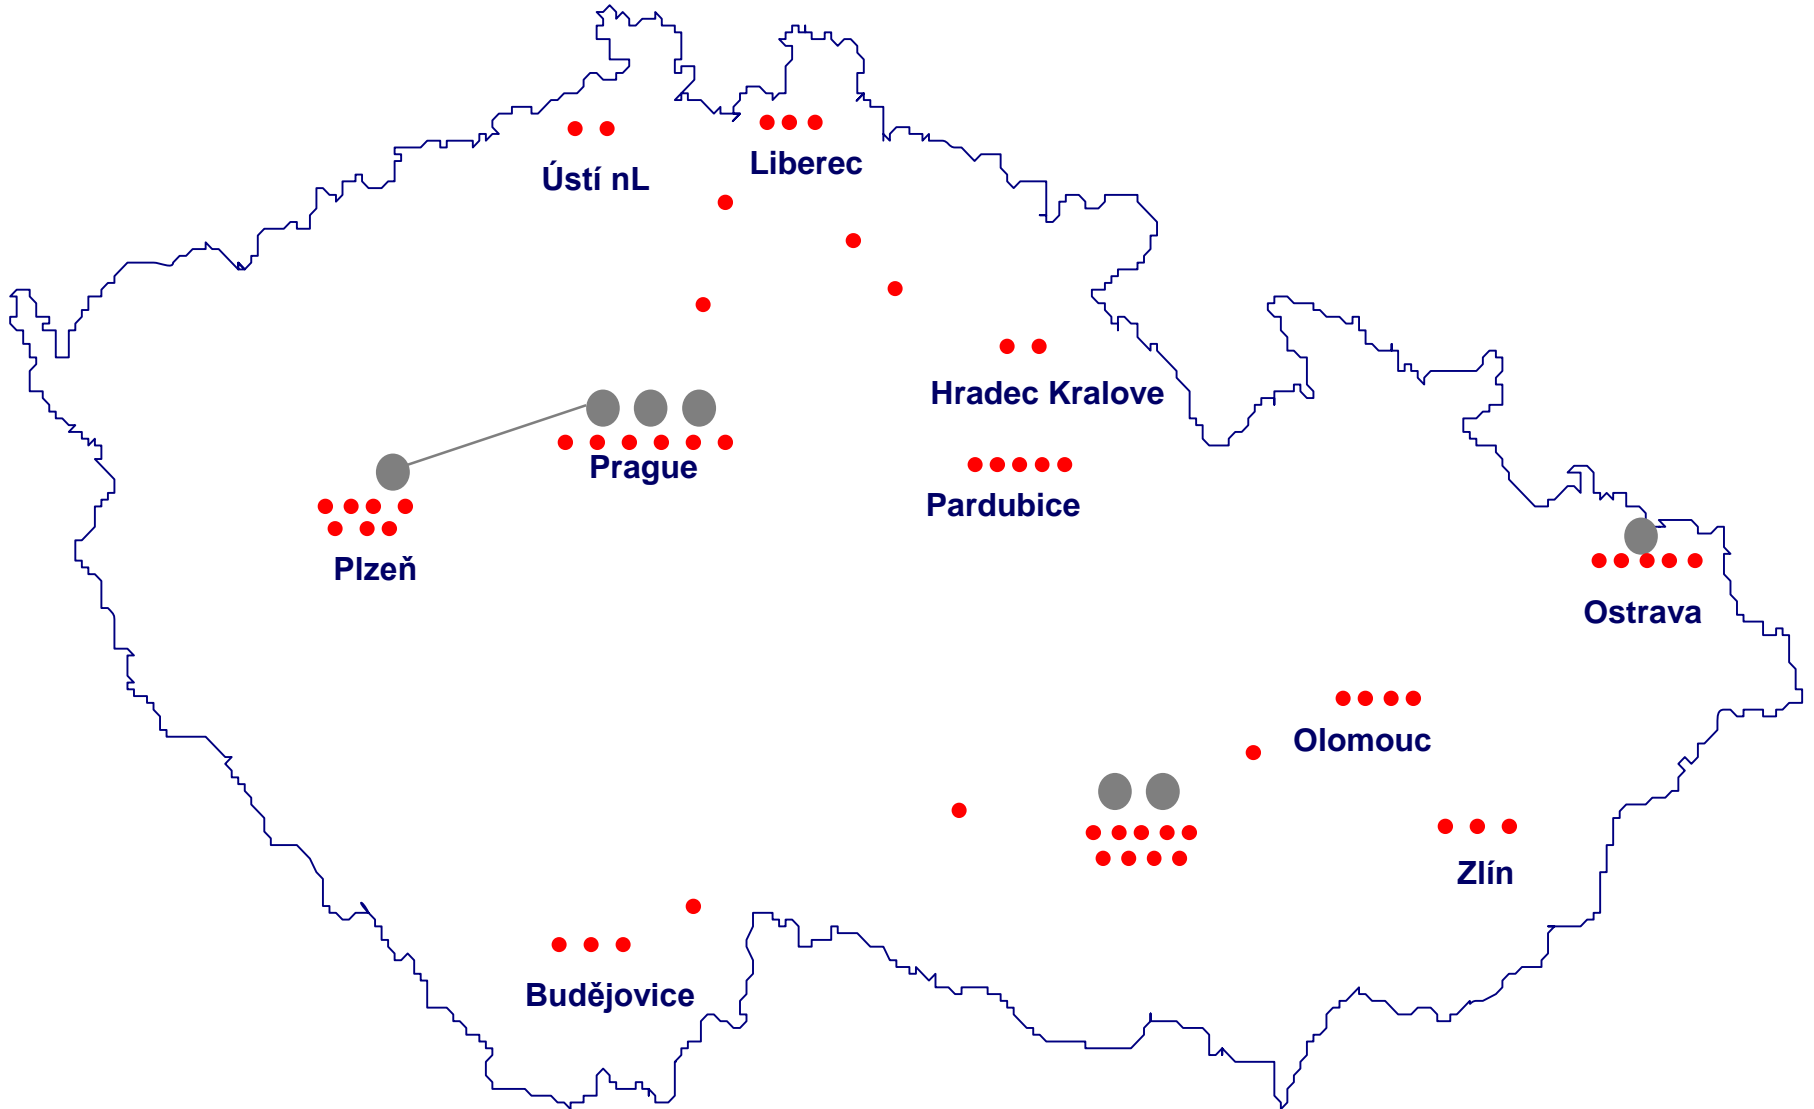 Liberec
Ústí nL
Hradec Kralove
Prague
Pardubice
Plzeň
Ostrava
Olomouc
Zlín
Budějovice